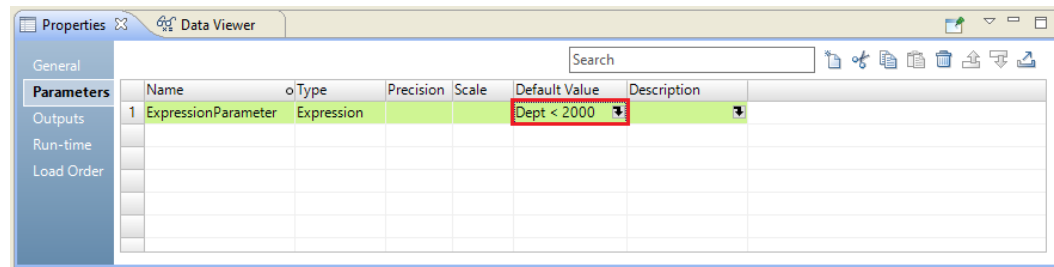 Properties Data Viewer
Search
General
Parameters
Outputs
Run-time
Load Order
Name Type Precision Scale Default Value Description
1 ExpressionParameter Expression Dept < 2000